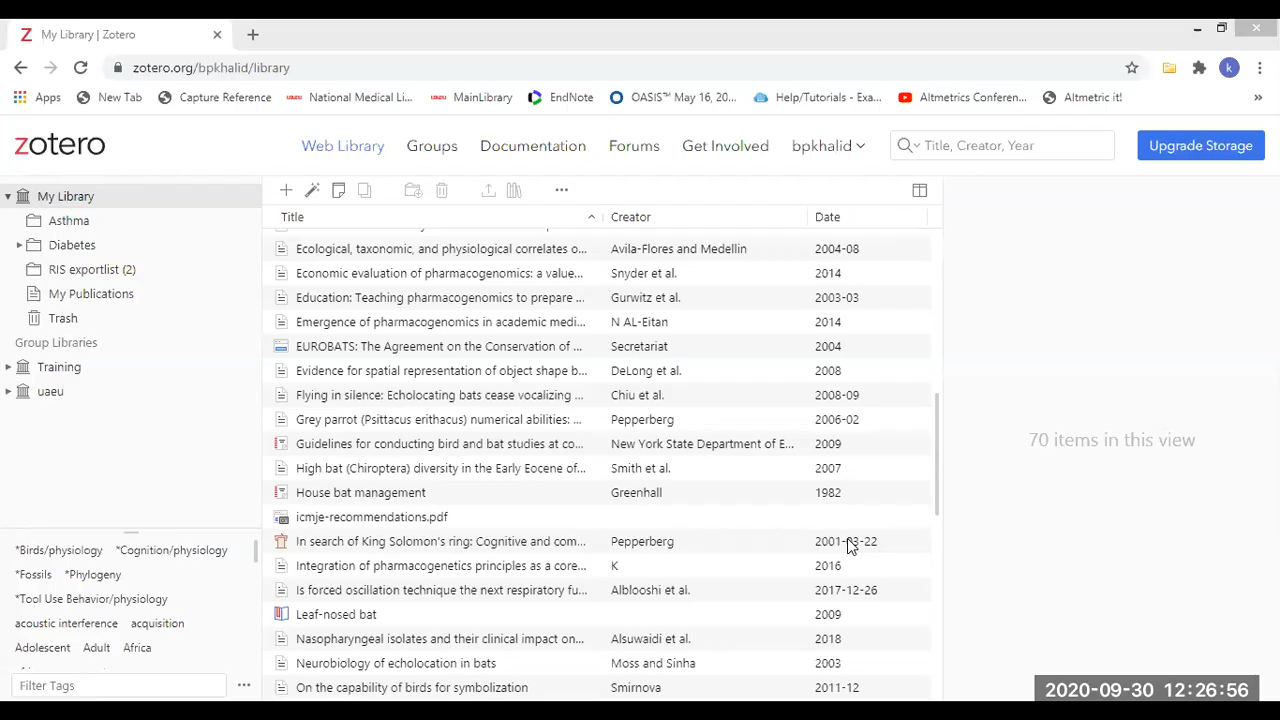 My Library | Zotero
zotero.org/bpkhalid/library
k
Apps New Tab Capture Reference National Medical Li... MainLibrary EndNote OASIS™ May 16, 20... Help/Tutorials - Exa... Altmetrics Conferen... Altmetric it! »
zotero Web Library Groups Documentation Forums Get Involved bpkhalid Title, Creator, Year Upgrade Storage
My Library
Asthma
Diabetes
RIS exportlist (2)
My Publications
Trash
Group Libraries
Training
uaeu
*Birds/physiology *Cognition/physiology
*Fossils *Phylogeny
*Tool Use Behavior/physiology
acoustic interference acquisition
Adolescent Adult Africa
Filter Tags
Title Creator Date
Ecological, taxonomic, and physiological correlates o... Avila-Flores and Medellin 2004-08
Economic evaluation of pharmacogenomics: a value... Snyder et al. 2014
Education: Teaching pharmacogenomics to prepare ... Gurwitz et al. 2003-03
Emergence of pharmacogenomics in academic medi... N AL-Eitan 2014
EUROBATS: The Agreement on the Conservation of ... Secretariat 2004
Evidence for spatial representation of object shape b... DeLong et al. 2008
Flying in silence: Echolocating bats cease vocalizing ... Chiu et al. 2008-09
Grey parrot (Psittacus erithacus) numerical abilities: ... Pepperberg 2006-02
Guidelines for conducting bird and bat studies at co... New York State Department of E... 2009
High bat (Chiroptera) diversity in the Early Eocene of... Smith et al. 2007
House bat management Greenhall 1982
icmje-recommendations.pdf
In search of King Solomon's ring: Cognitive and com... Pepperberg 2001-03-22
Integration of pharmacogenetics principles as a core... K 2016
Is forced oscillation technique the next respiratory fu... Alblooshi et al. 2017-12-26
Leaf-nosed bat 2009
Nasopharyngeal isolates and their clinical impact on... Alsuwaidi et al. 2018
Neurobiology of echolocation in bats Moss and Sinha 2003
On the capability of birds for symbolization Smirnova 2011-12
70 items in this view
2020-09-30 12:26:56